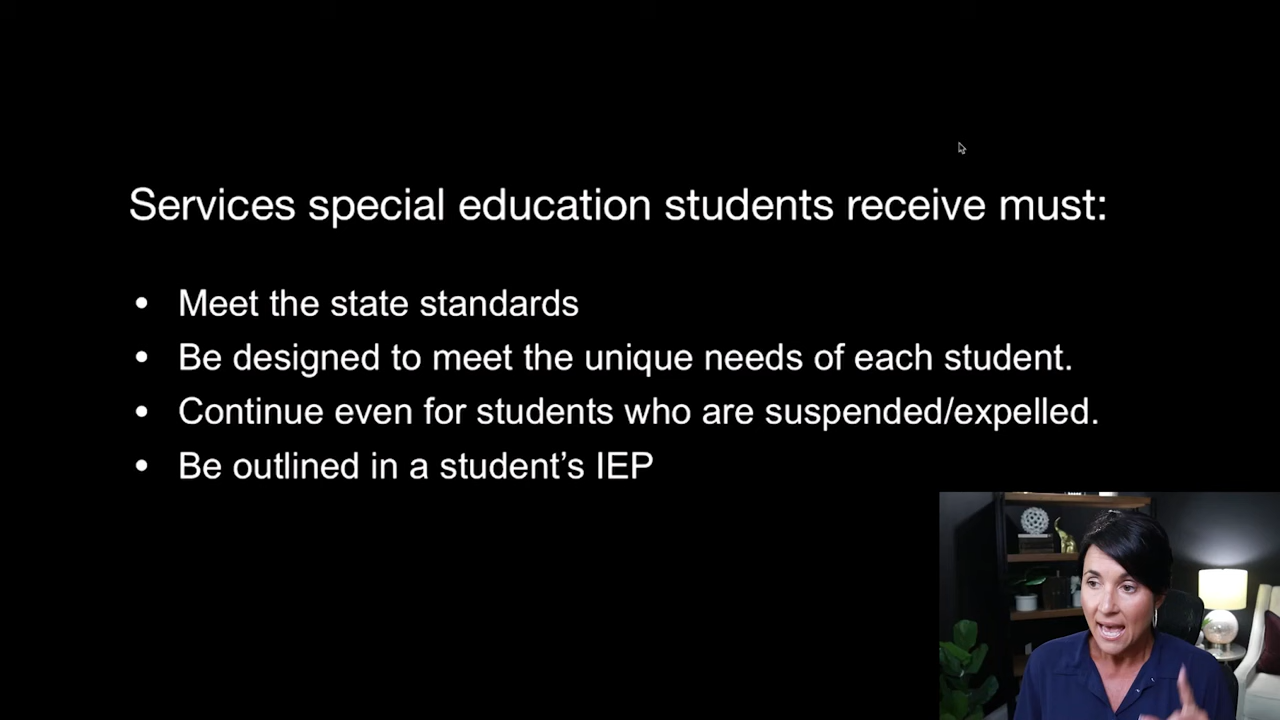 Services special education students receive must:
• Meet the state standards
• Be designed to meet the unique needs of each student.
• Continue even for students who are suspended/expelled.
• Be outlined in a student’s IEP